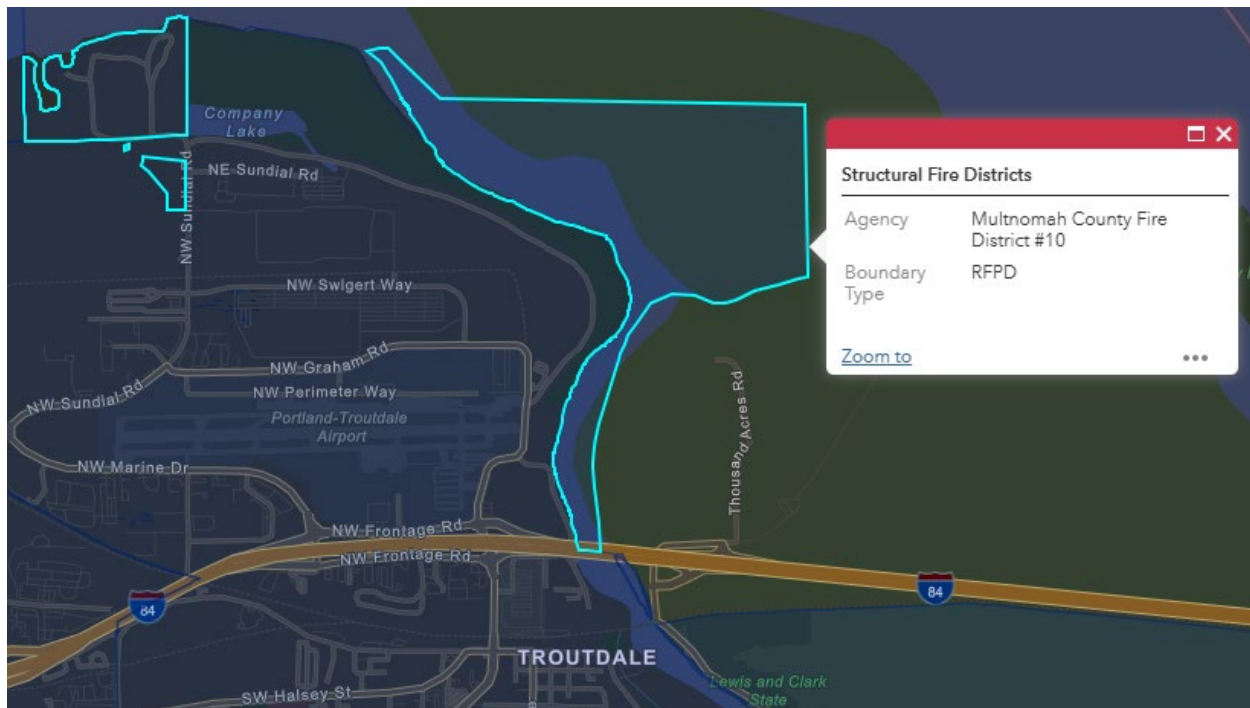 Company
Lake
NE Sundial Rd
NW Sundial Rd
NW Swigert Way
NW Graham Rd
NW Perimeter Way
NW Sundial Rd
Portland-Troutdale
Airport
NW Marine Dr
NW Frontage Rd
NW Frontage Rd
84
84
Thousand Acres Rd
TROUTDALE
SW Halsey St
Lewis and Clark
State
Structural Fire Districts
Agency Multnomah County Fire
District #10
Boundary RFPD
Type
Zoom to